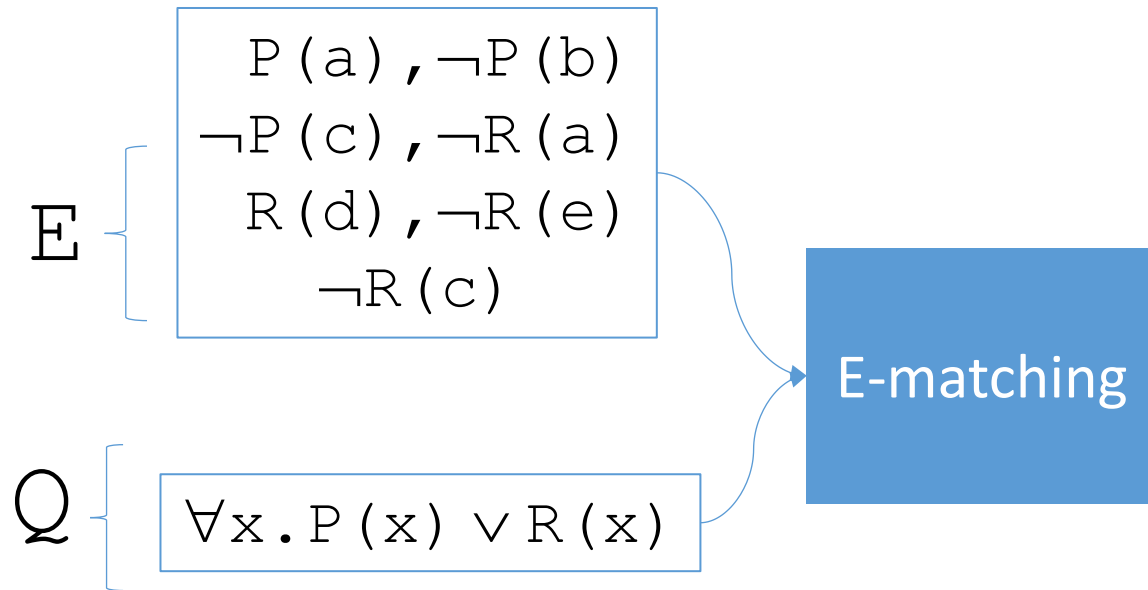 P(a),¬P(b)
¬P(c),¬R(a)
R(d),¬R(e)
¬R(c)
E
E-matching
Q
∀x.P(x) ∨ R(x)